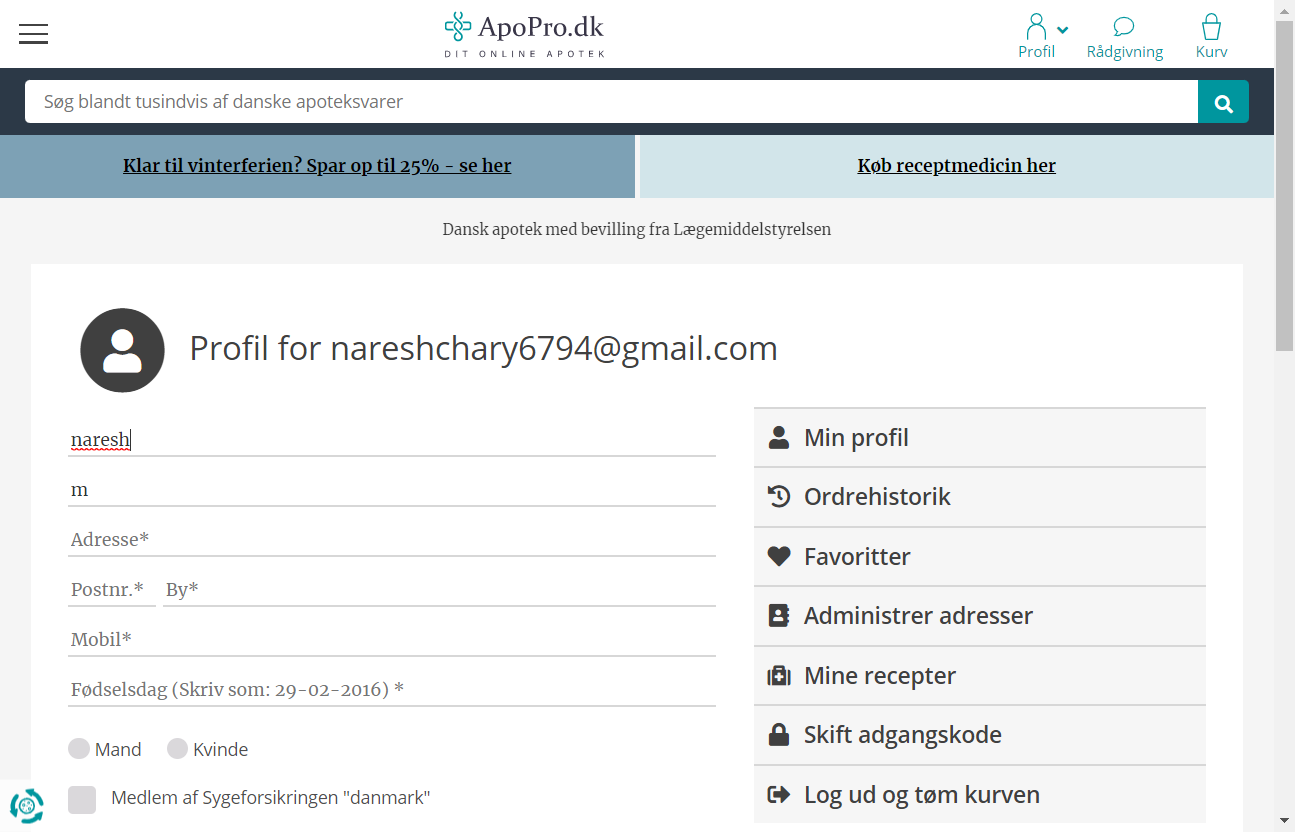 ApoPro.dk
DIT ONLINE APOTEK
Profil
Rådgivning
Kurv
Søg blandt tusindvis af danske apoteksvarer
Klar til vinterferien? Spar op til 25% - se her
Køb receptmedicin her
Dansk apotek med bevilling fra Lægemiddelstyrelsen
Profil for nareshchary6794@gmail.com
naresh
m
Adresse*
Postnr.* By*
Mobil*
Fødselsdag (Skriv som: 29-02-2016) *
Mand Kvinde
Medlem af Sygeforsikringen "danmark"
Min profil
Ordrehistorik
Favoritter
Administrer adresser
Mine recepter
Skift adgangskode
Log ud og tøm kurven